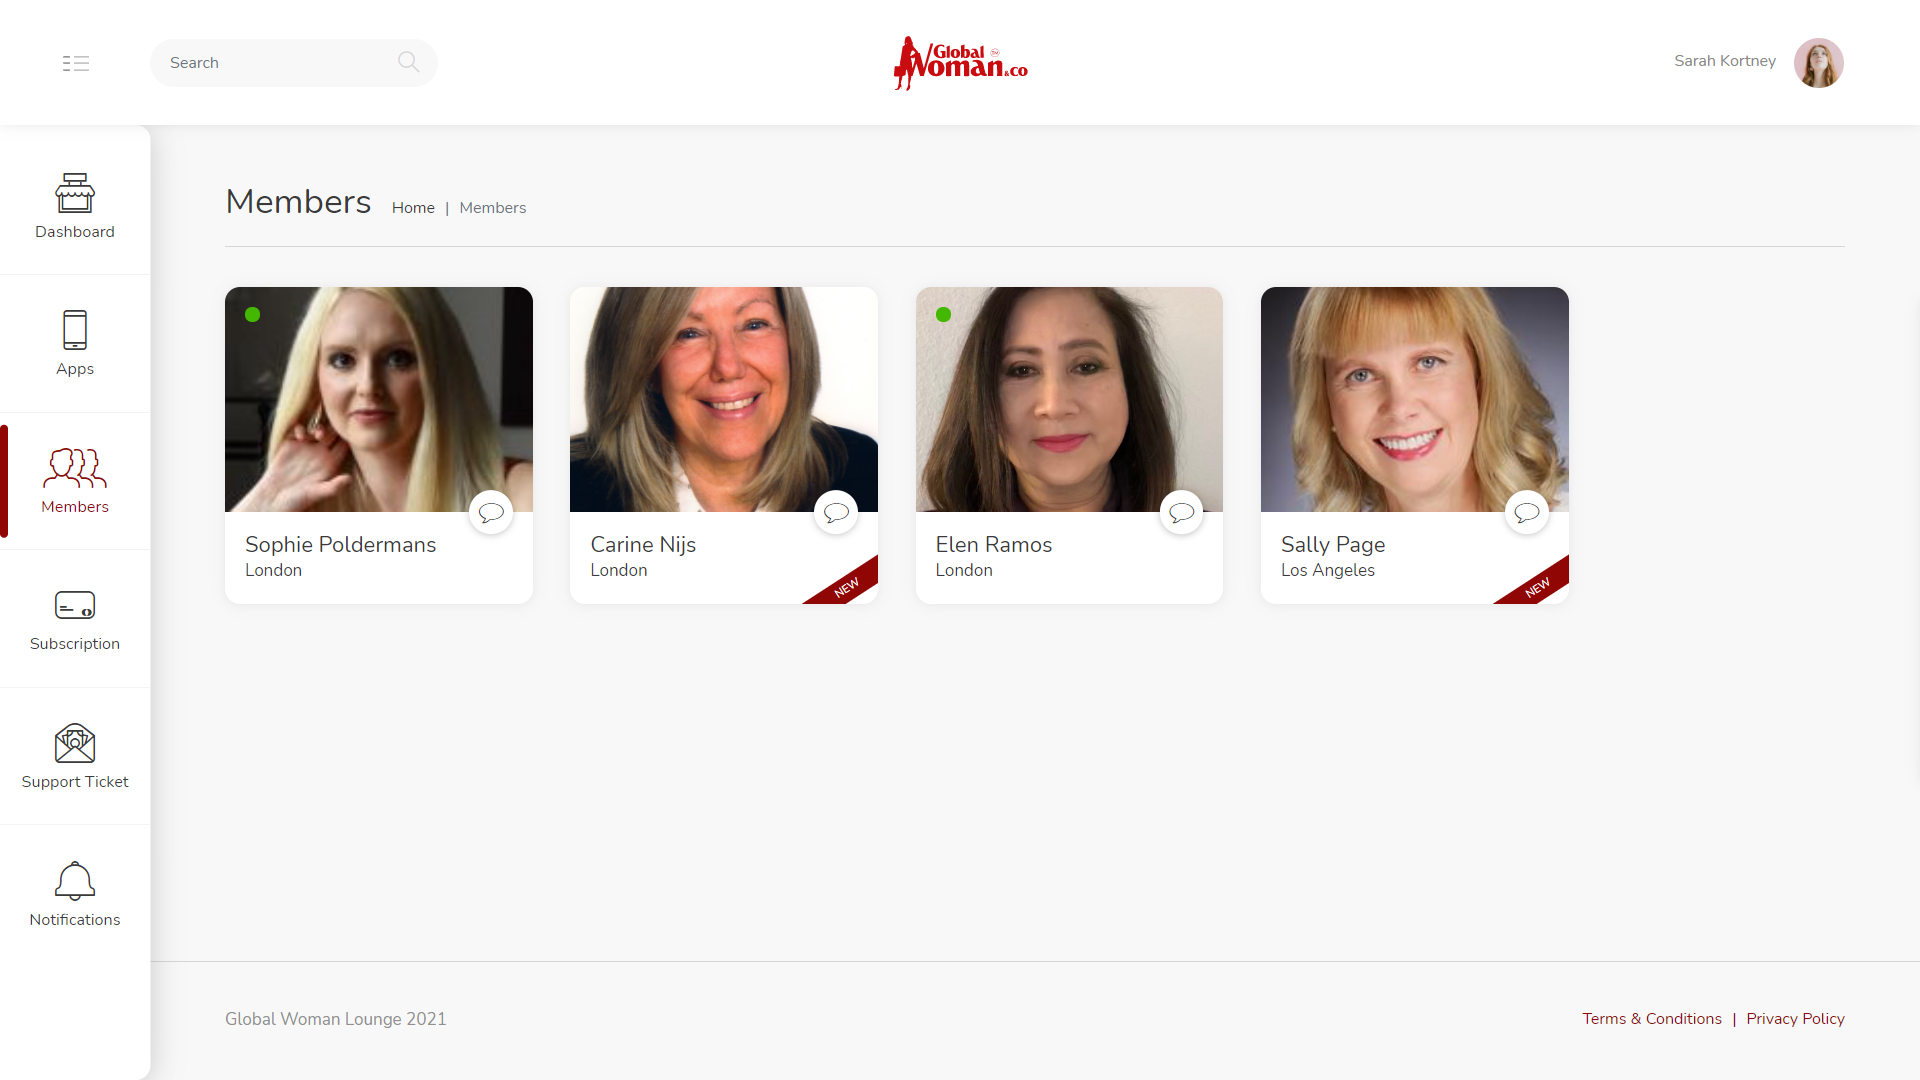 Search
Global TM
Woman &CO
Sarah Kortney
Dashboard
Apps
Members
Subscription
Support Ticket
Notifications
Members Home | Members
Sophie Poldermans
London
Carine Nijs
London
NEW
Elen Ramos
London
Sally Page
Los Angeles
NEW
Global Woman Lounge 2021
Terms & Conditions | Privacy Policy